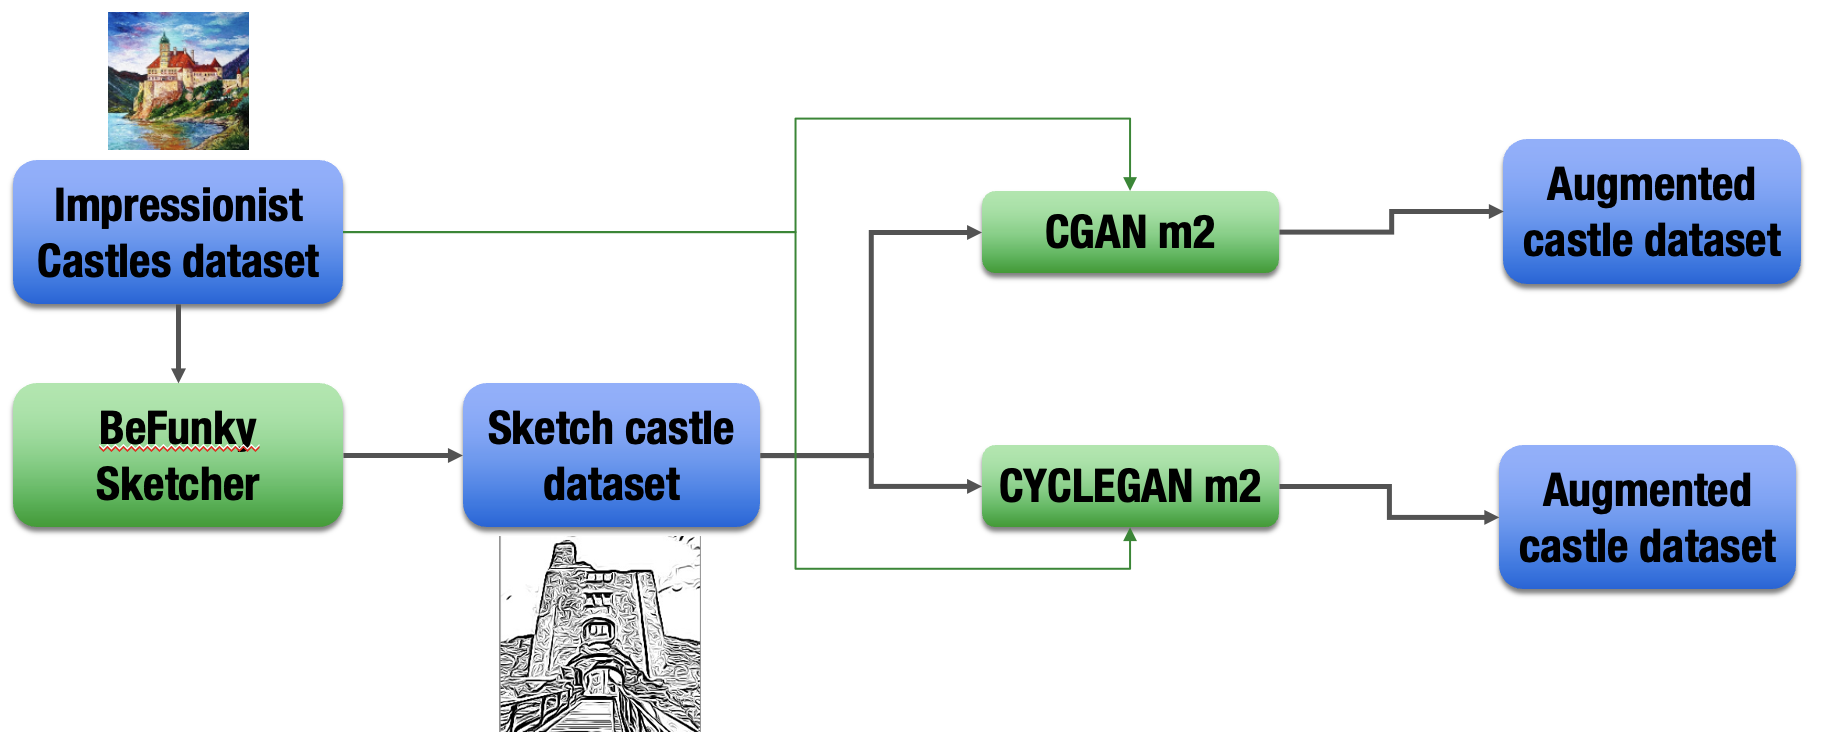 Impressionist
Castles dataset
BeFunky
Sketcher
Sketch castle
dataset
CGAN m2
CYCLEGAN m2
Augmented
castle dataset
Augmented
castle dataset